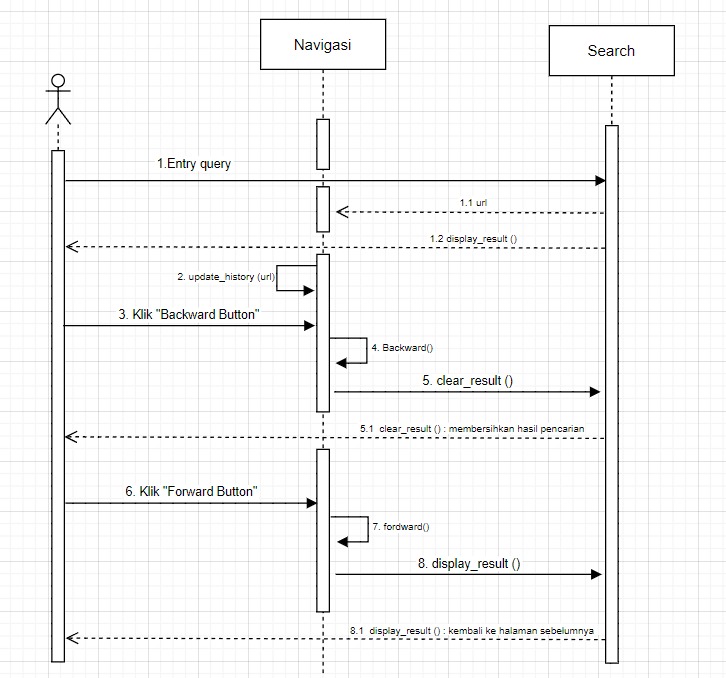 Navigasi
Search
1.Entry query
1.1 url
1.2 display_result ()
2. update_history (url)
3. Klik "Backward Button"
4. Backward()
5. clear_result ()
5.1 clear_result () : membersihkan hasil pencarian
6. Klik "Forward Button"
7. fordward()
8. display_result ()
8.1 display_result () : kembali ke halaman sebelumnya